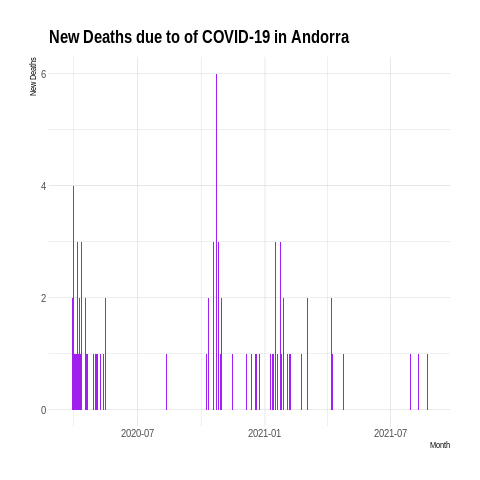 New Deaths due to of COVID-19 in Andorra
New Deaths
6
4
2
0
2020-07
2021-01
2021-07
Month